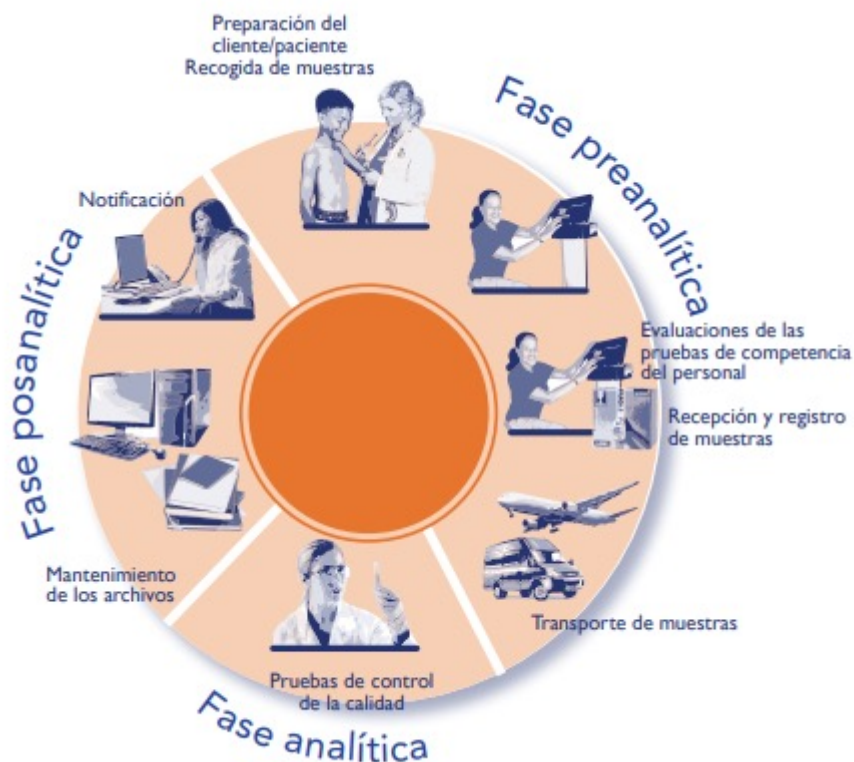 Preparación del
cliente/paciente
Recogida de muestras
Fase preanalítica
Notificación
Fase posanalítica
Evaluaciones de las
pruebas de competencia
del personal
Recepción y registro
de muestras
Mantenimiento
de los archivos
Transporte de muestras
Pruebas de control
de la calidad
Fase analítica